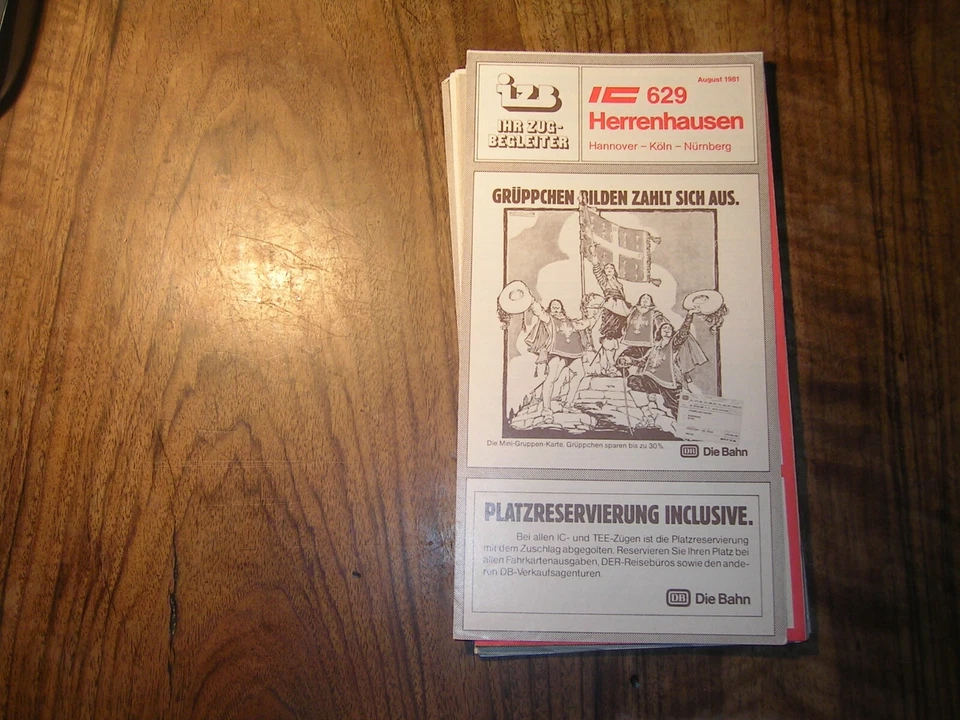 izb
IHR ZUG-
BEGLEITER
August 1981
IC 629
Herrenhausen
Hannover – Köln – Nürnberg
GRÜPPCHEN BILDEN ZAHLT SICH AUS.
Die Mini-Gruppen-Karte, Grüppchen sparen bis zu 30%.
DB Die Bahn
PLATZRESERVIERUNG INCLUSIVE.
Bei allen IC- und TEE-Zügen ist die Platzreservierung
mit dem Zuschlag abgegolten. Reservieren Sie Ihren Platz bei
allen Fahrkartenausgaben, DER-Reisebüros sowie den ande-
ren DB-Verkaufsagenturen.
DB Die Bahn